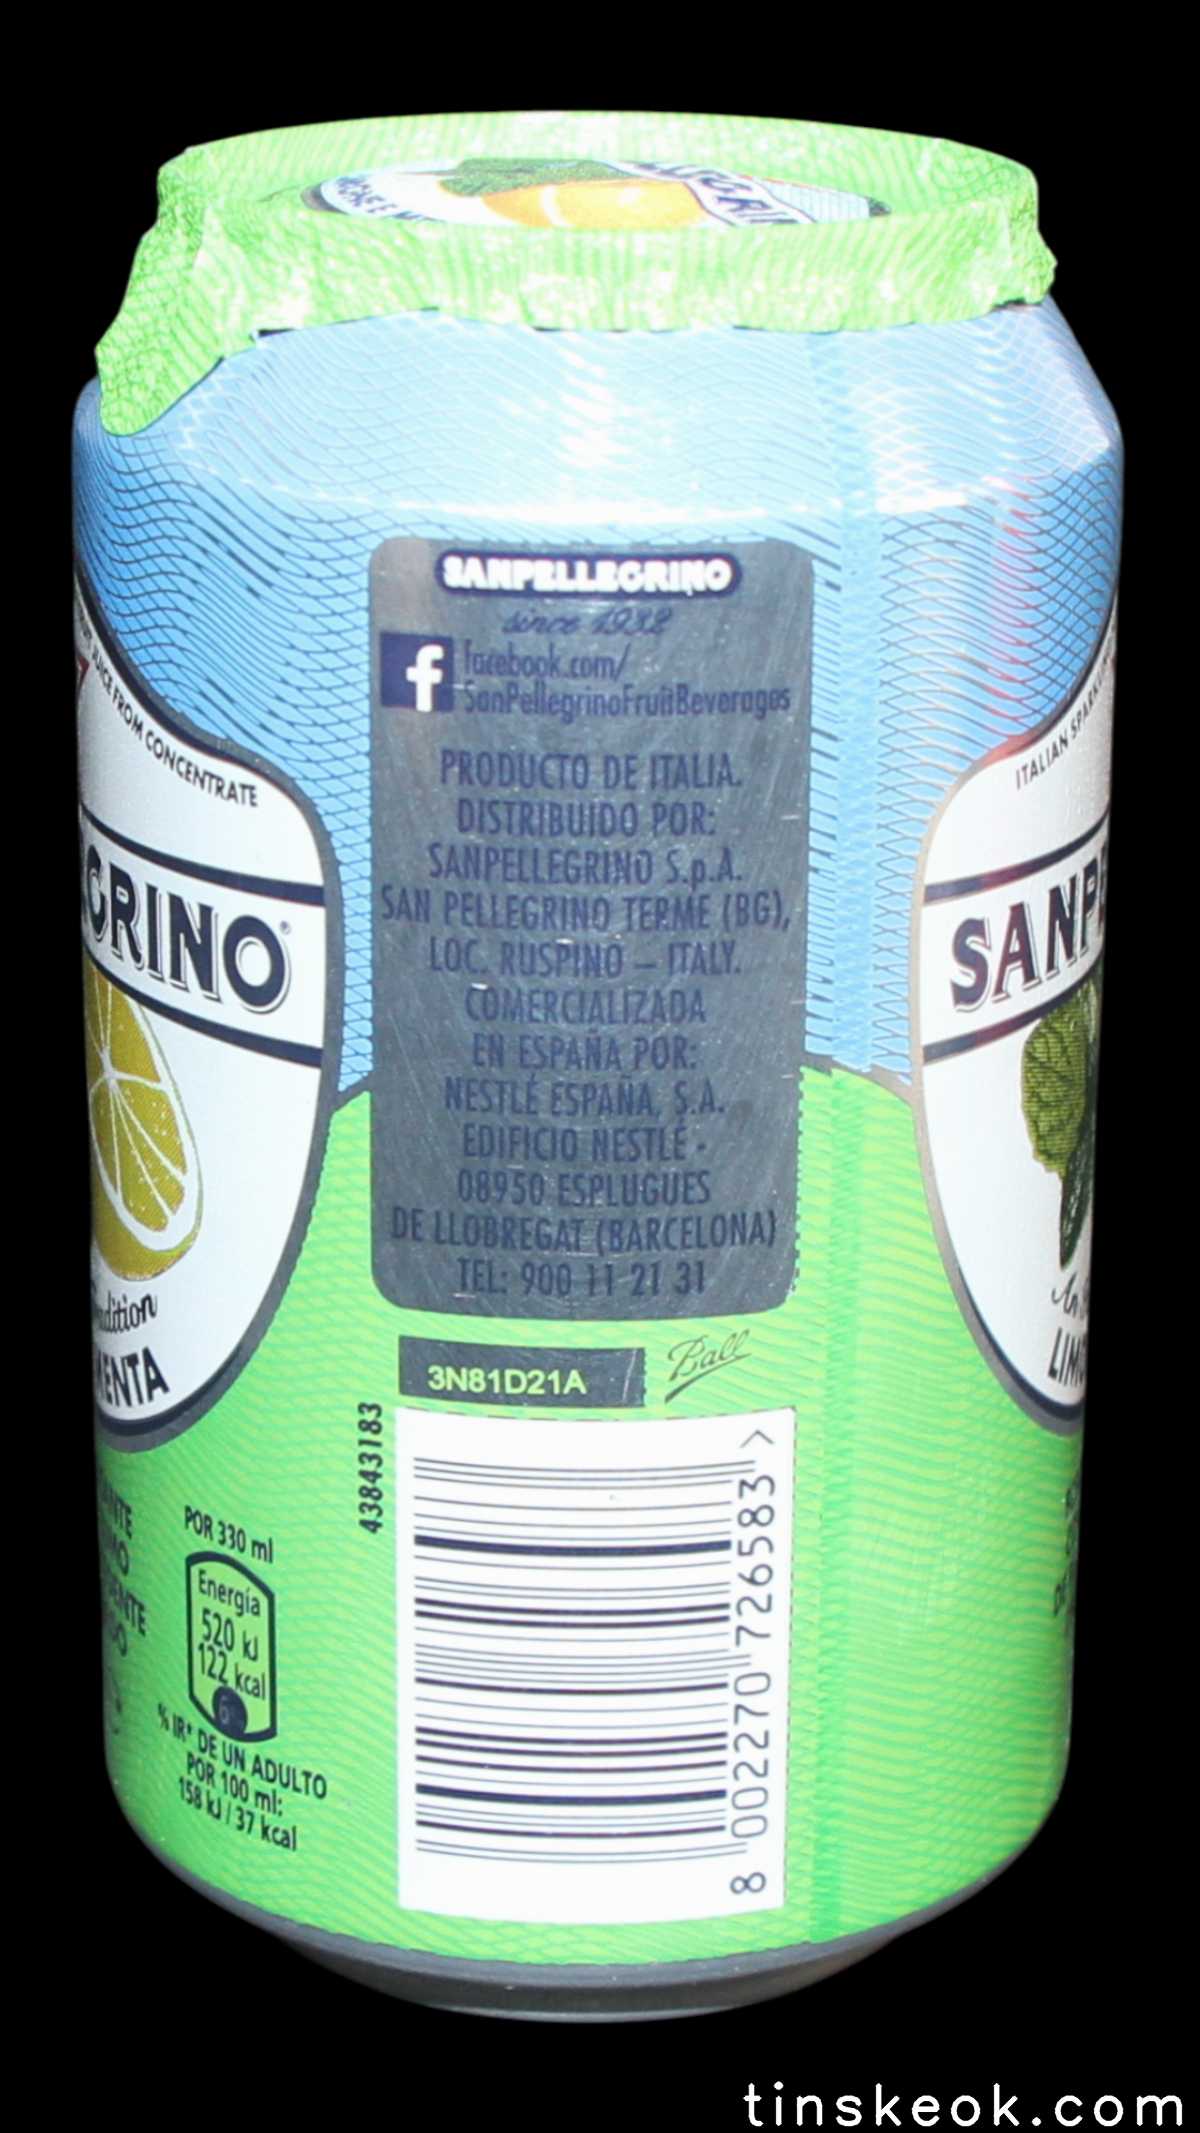 SANPELLEGRINO
since 1932
f
facebook.com/
SanPellegrinoFruitBeverages
PRODUCTO DE ITALIA.
DISTRIBUIDO POR:
SANPELLEGRINO S.p.A.
SAN PELLEGRINO TERME (BG),
LOC. RUSPINO – ITALY.
COMERCIALIZADA
EN ESPAÑA POR:
NESTLÉ ESPAÑA, S.A.
EDIFICIO NESTLÉ -
08950 ESPLUGUES
DE LLOBREGAT (BARCELONA)
TEL: 900 11 21 31
3N81D21A
Ball
43843183
8 002270 726583 >
JUICE FROM CONCENTRATE
GRINO®
MENTA
POR 330 ml
Energía
520 kJ
122 kcal
6%
% IR* DE UN ADULTO
POR 100 ml:
158 kJ / 37 kcal
ITALIAN
SANP
LIM
tinskeok.com